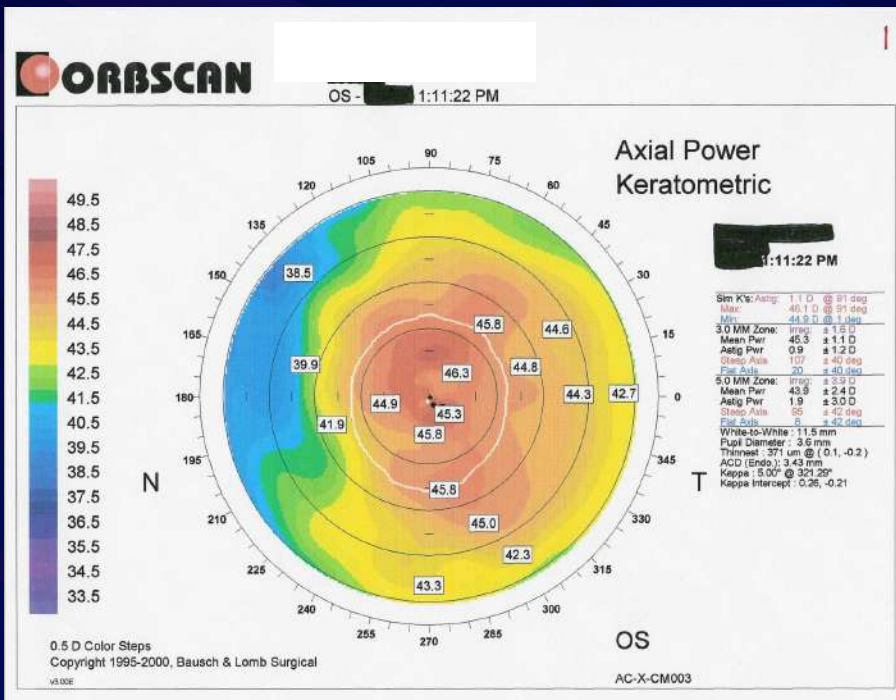 ORBSCAN
OS - 1:11:22 PM
Axial Power
Keratometric
1:11:22 PM
Sim K's: Astig: 1.1 D @ 91 deg
Max: 46.1 D @ 91 deg
Min: 44.9 D @ 1 deg
3.0 MM Zone: Irreg: ± 1.6 D
Mean Pwr 45.3 ± 1.1 D
Astig Pwr 0.9 ± 1.2 D
Steep Axis 107 ± 40 deg
Flat Axis 20 ± 40 deg
5.0 MM Zone: Irreg: ± 3.9 D
Mean Pwr 43.9 ± 2.4 D
Astig Pwr 1.9 ± 3.0 D
Steep Axis 95 ± 42 deg
Flat Axis 8 ± 42 deg
White-to-White : 11.5 mm
Pupil Diameter : 3.6 mm
Thinnest : 371 um @ ( 0.1, -0.2 )
ACD (Endo.): 3.43 mm
Kappa : 5.00° @ 321.29°
Kappa Intercept : 0.26, -0.21
49.5
48.5
47.5
46.5
45.5
44.5
43.5
42.5
41.5
40.5
39.5
38.5
37.5
36.5
35.5
34.5
33.5
90
105
75
120
60
135
45
150
30
165
15
180
0
195
345
210
330
225
315
240
300
255
285
270
N
T
38.5
45.8
44.6
39.9
44.8
46.3
44.9
45.3
44.3
42.7
41.9
45.8
45.8
45.0
42.3
43.3
0.5 D Color Steps
Copyright 1995-2000, Bausch & Lomb Surgical
v3.00E
OS
AC-X-CM003